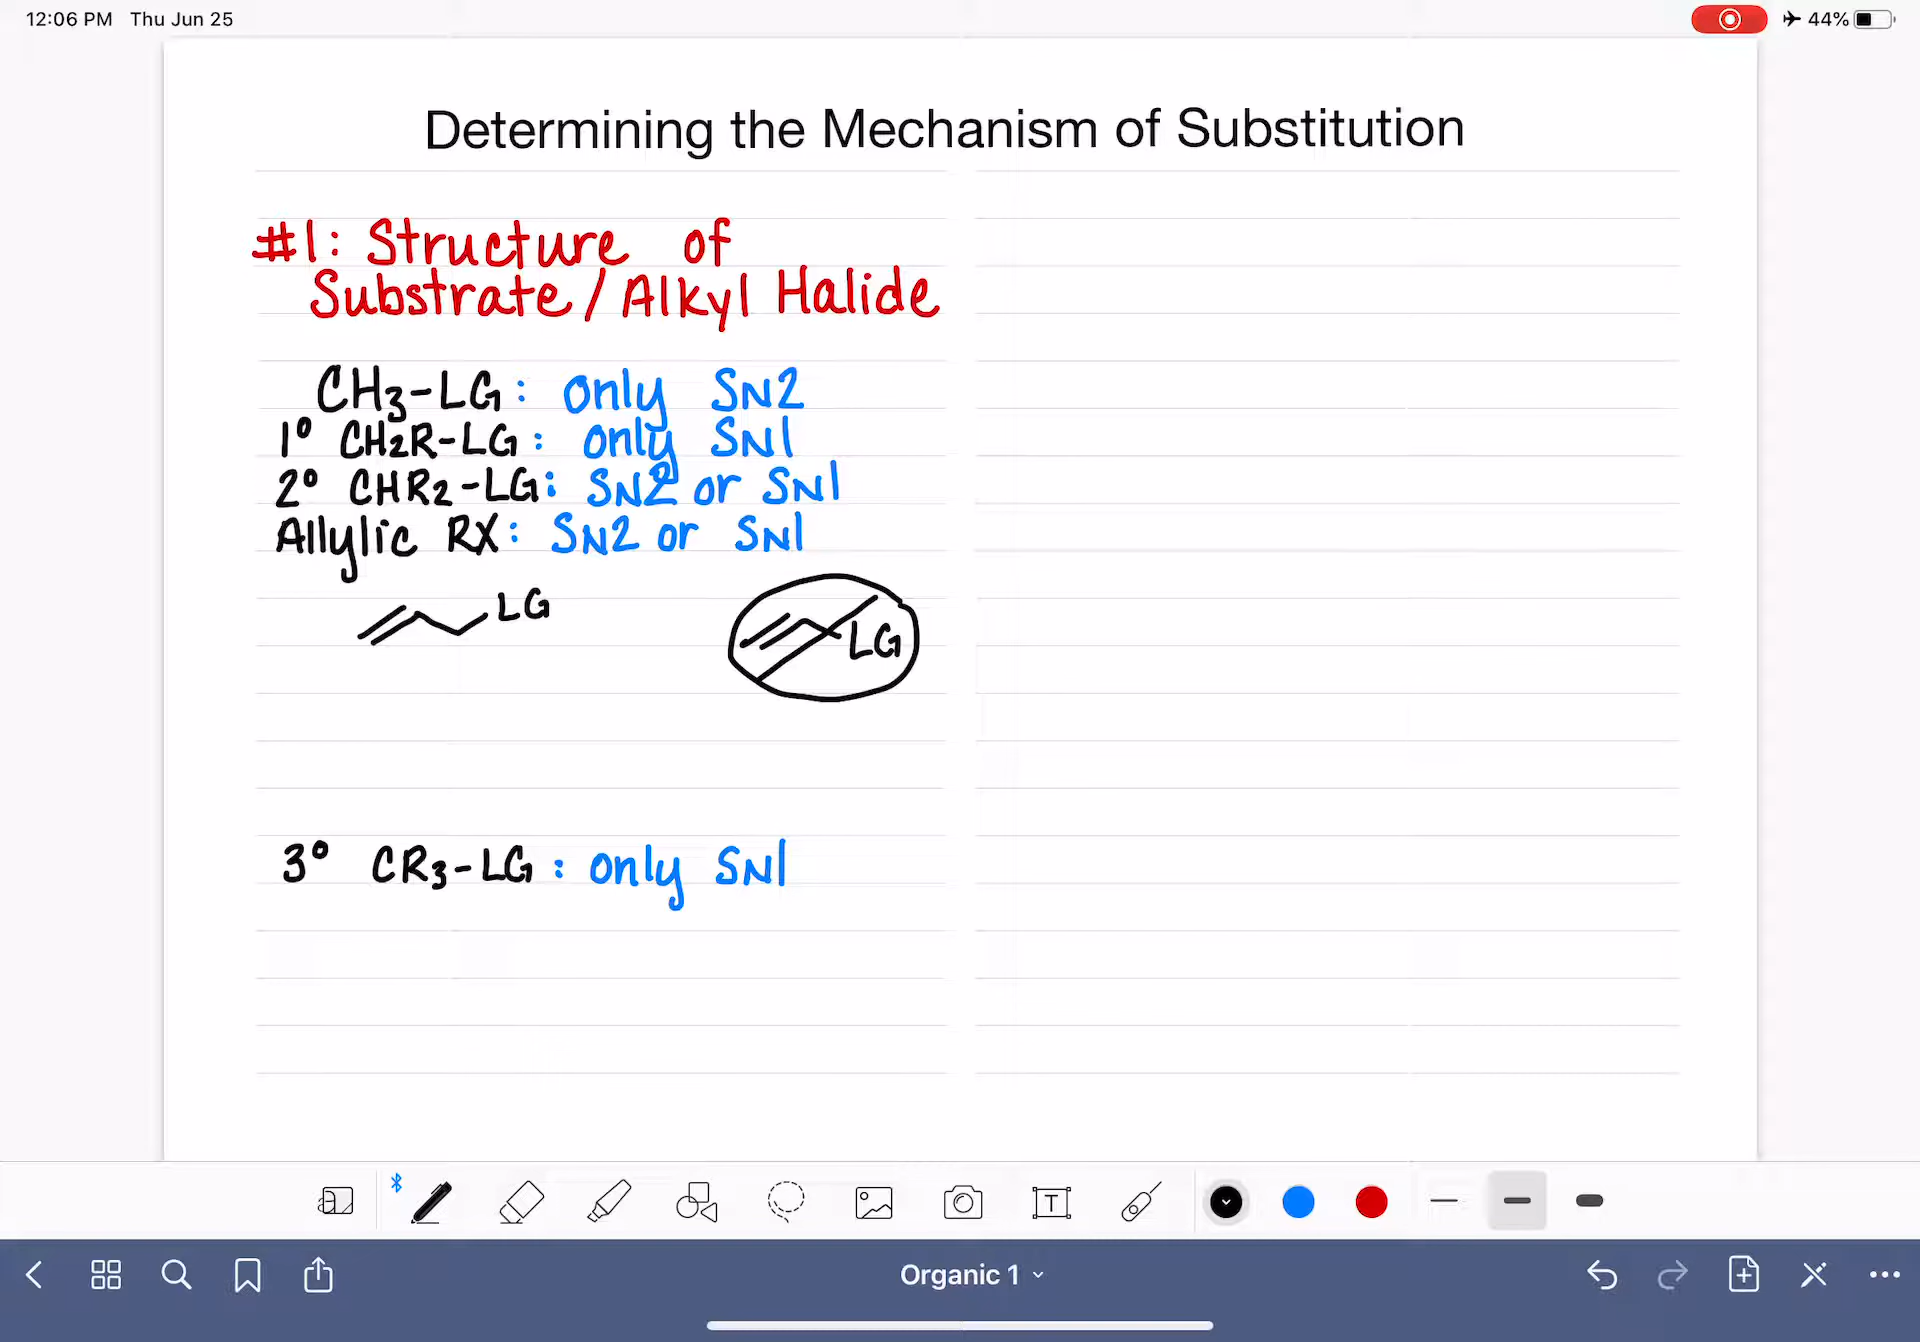 12:06 PM Thu Jun 25
44%
Determining the Mechanism of Substitution
#1: Structure of
Substrate / Alkyl Halide
CH3-LG: only SN2
1° CH2R-LG: only SN1
2° CHR2-LG: SN2 or SN1
Allylic RX: SN2 or SN1
LG
LG
3° CR3-LG: only SN1
Organic 1